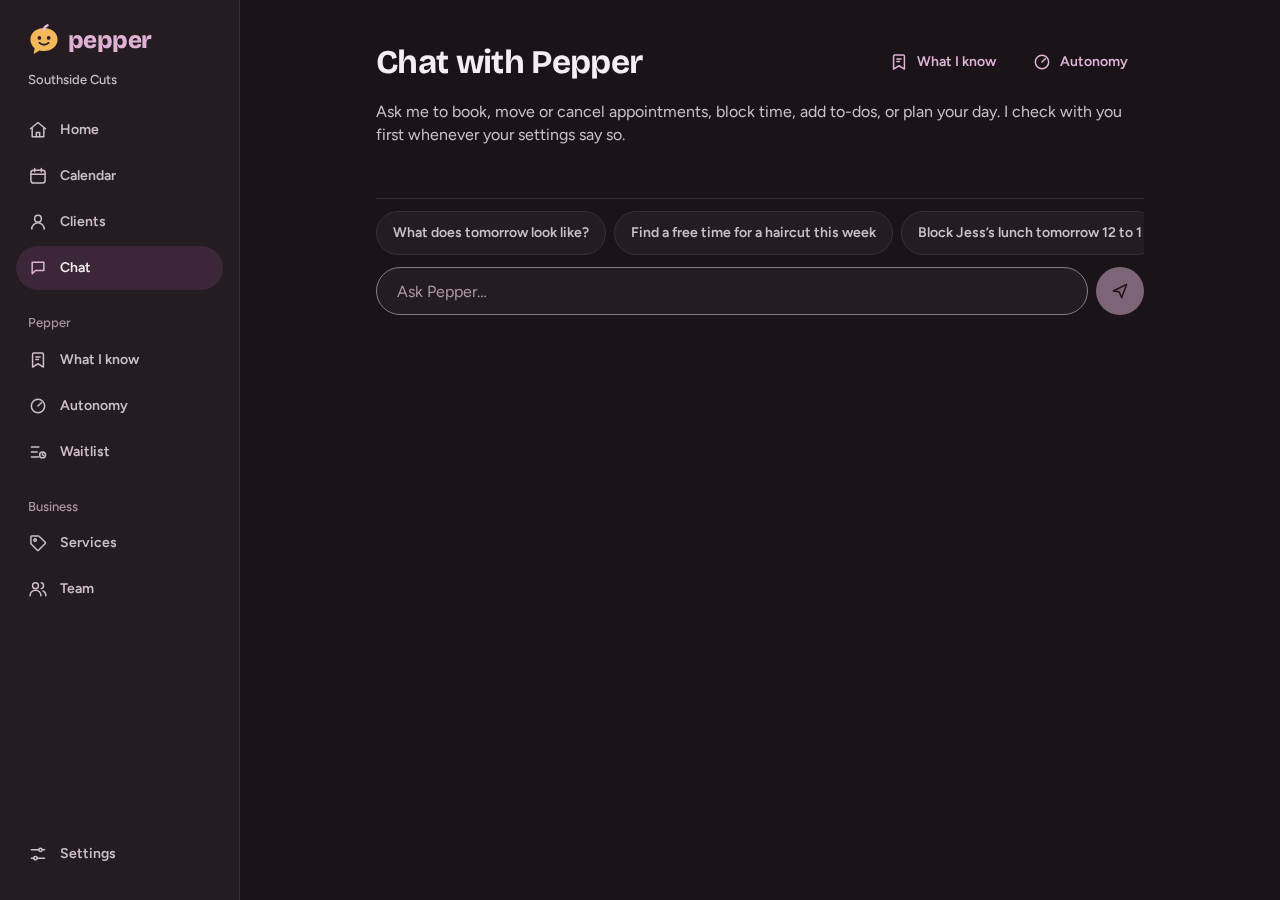 pepper
Southside Cuts
Home
Calendar
Clients
Chat
Pepper
What I know
Autonomy
Waitlist
Business
Services
Team
Settings
Chat with Pepper
What I know
Autonomy
Ask me to book, move or cancel appointments, block time, add to-dos, or plan your day. I check with you
first whenever your settings say so.
What does tomorrow look like?
Find a free time for a haircut this week
Block Jess’s lunch tomorrow 12 to 1
Ask Pepper…